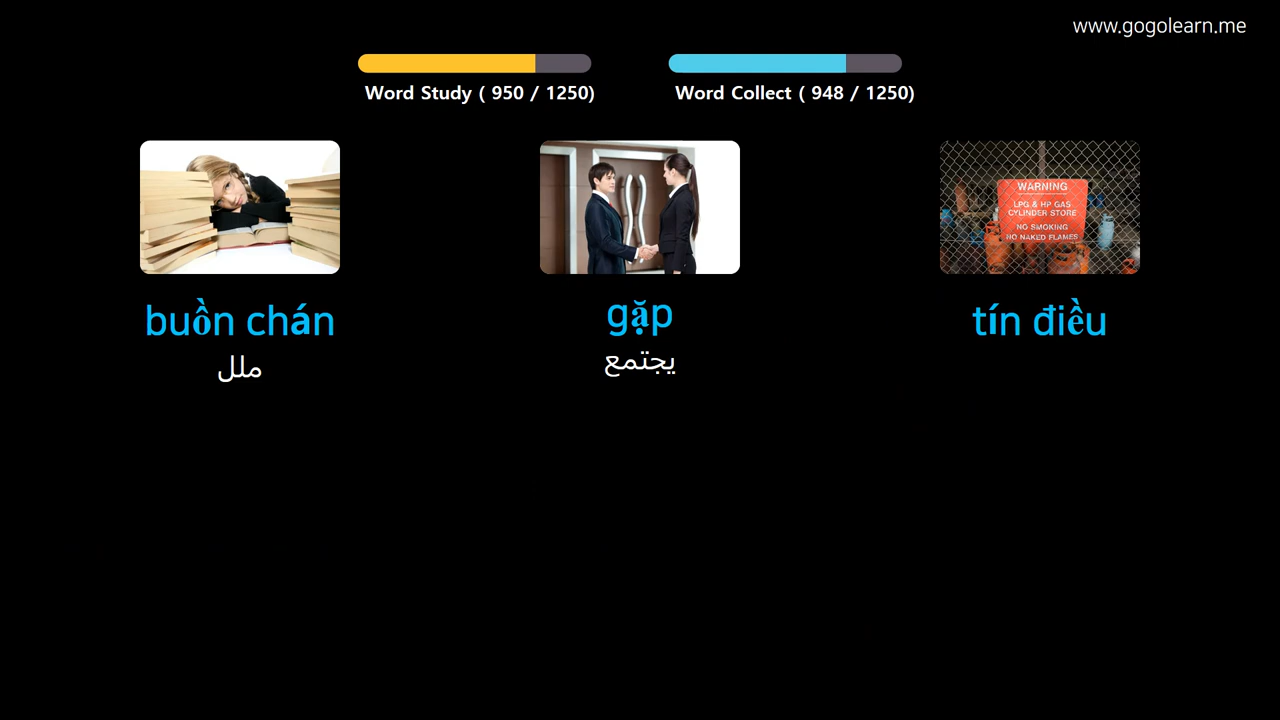 www.gogolearn.me
Word Study ( 950 / 1250)
Word Collect ( 948 / 1250)
WARNING
LPG & HP GAS
CYLINDER STORE
NO SMOKING
NO NAKED FLAMES
buồn chán
ملل
gặp
يجتمع
tín điều